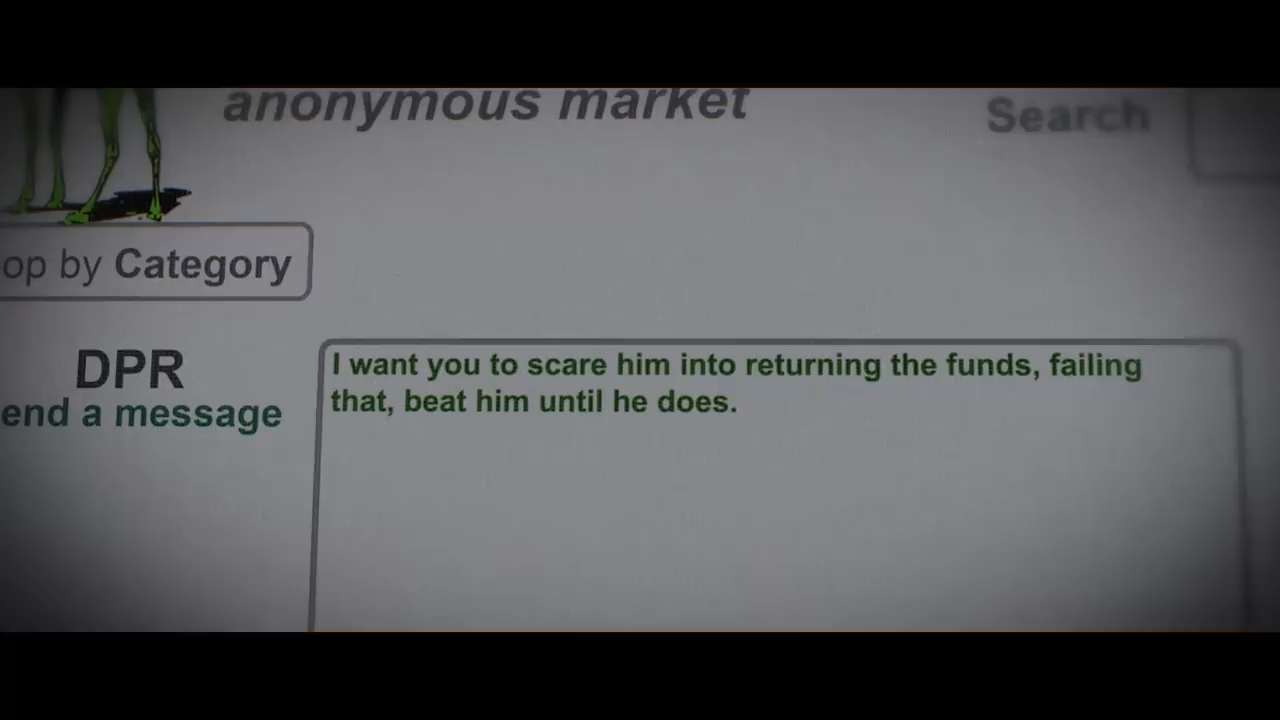 anonymous market
Search
op by Category
DPR
end a message
I want you to scare him into returning the funds, failing
that, beat him until he does.